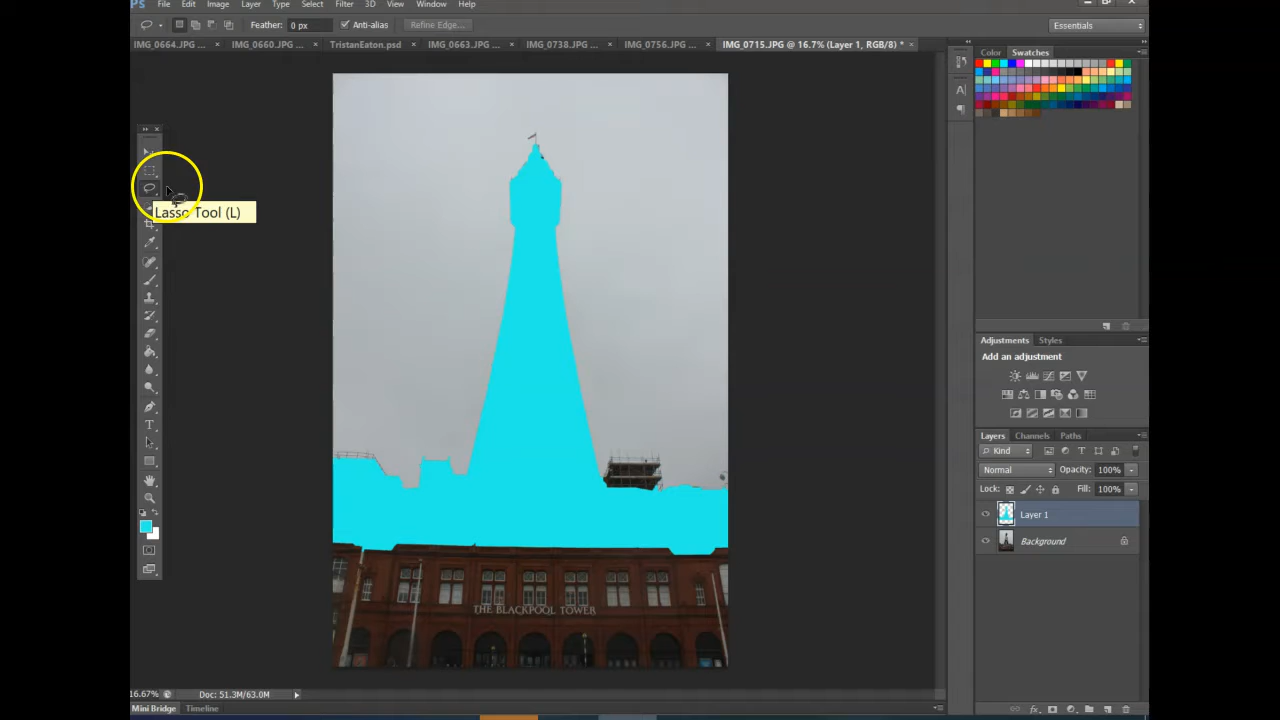 Ps File Edit Image Layer Type Select Filter 3D View Window Help
Feather: 0 px Anti-alias Refine Edge... Essentials
IMG_0664.JPG ... × IMG_0660.JPG ... × TristanEaton.psd × IMG_0663.JPG ... × IMG_0738.JPG ... × IMG_0756.JPG ... × IMG_0715.JPG @ 16.7% (Layer 1, RGB/8) * ×
Color Swatches
Lasso Tool (L)
Adjustments Styles
Add an adjustment
Layers Channels Paths
Kind
Normal Opacity: 100%
Lock: Fill: 100%
Layer 1
Background
THE BLACKPOOL TOWER
16.67% Doc: 51.3M/63.0M
Mini Bridge Timeline